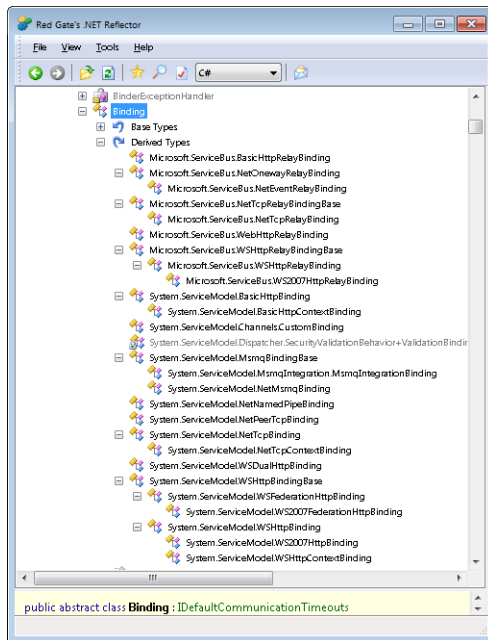 Red Gate's .NET Reflector
File View Tools Help
C#
BinderExceptionHandler
Binding
Base Types
Derived Types
Microsoft.ServiceBus.BasicHttpRelayBinding
Microsoft.ServiceBus.NetOnewayRelayBinding
Microsoft.ServiceBus.NetEventRelayBinding
Microsoft.ServiceBus.NetTcpRelayBindingBase
Microsoft.ServiceBus.NetTcpRelayBinding
Microsoft.ServiceBus.WebHttpRelayBinding
Microsoft.ServiceBus.WSHttpRelayBindingBase
Microsoft.ServiceBus.WSHttpRelayBinding
Microsoft.ServiceBus.WS2007HttpRelayBinding
System.ServiceModel.BasicHttpBinding
System.ServiceModel.BasicHttpContextBinding
System.ServiceModel.Channels.CustomBinding
System.ServiceModel.Dispatcher.SecurityValidationBehavior+ValidationBindin
System.ServiceModel.MsmqBindingBase
System.ServiceModel.MsmqIntegration.MsmqIntegrationBinding
System.ServiceModel.NetMsmqBinding
System.ServiceModel.NetNamedPipeBinding
System.ServiceModel.NetPeerTcpBinding
System.ServiceModel.NetTcpBinding
System.ServiceModel.NetTcpContextBinding
System.ServiceModel.WSDualHttpBinding
System.ServiceModel.WSHttpBindingBase
System.ServiceModel.WSFederationHttpBinding
System.ServiceModel.WS2007FederationHttpBinding
System.ServiceModel.WSHttpBinding
System.ServiceModel.WS2007HttpBinding
System.ServiceModel.WSHttpContextBinding
public abstract class Binding : IDefaultCommunicationTimeouts